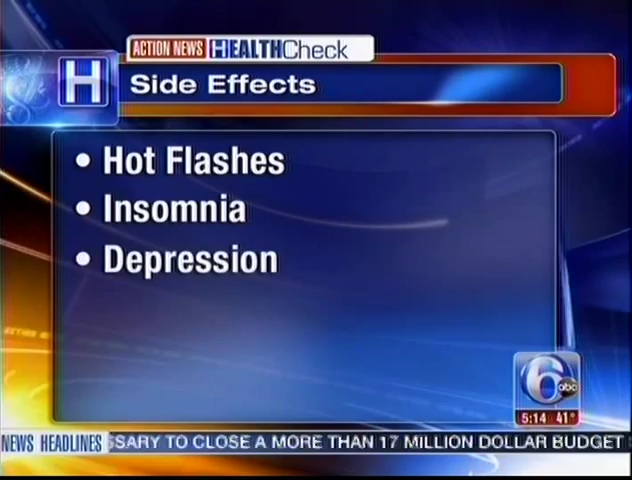 ACTION NEWS HEALTHCheck
H Side Effects
• Hot Flashes
• Insomnia
• Depression
6 abc
5:14 41°
NEWS HEADLINES SSARY TO CLOSE A MORE THAN 17 MILLION DOLLAR BUDGET